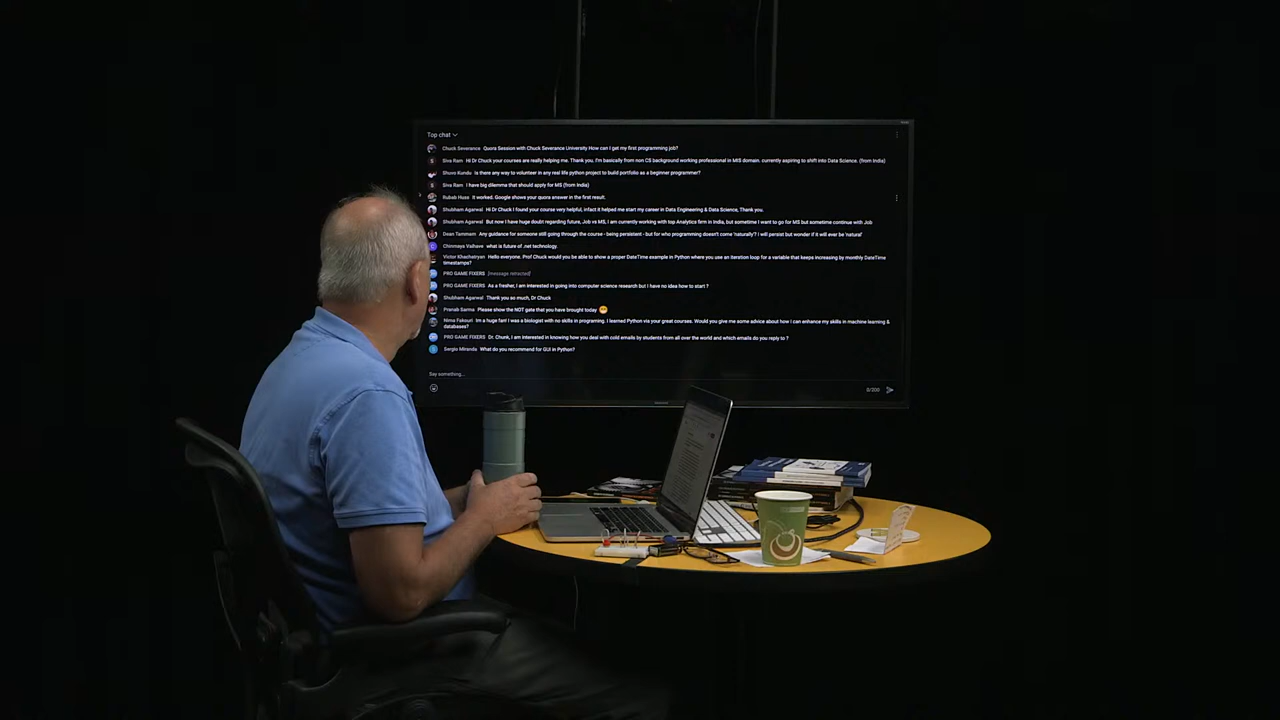 Top chat
Chuck Severance Quora Session with Chuck Severance University How can I get my first programming job?
Siva Ram Hi Dr Chuck your courses are really helping me. Thank you. I'm basically from non CS background working professional in MIS domain. currently aspiring to shift into Data Science. (from India)
Shuvo Kundu is there any way to volunteer in any real life python project to build portfolio as a beginner programmer?
Siva Ram I have big dilemma that should apply for MS (from India)
Rubab Huza It worked. Google shows your quora answer in the first result.
Shubham Agarwal Hi Dr Chuck I found your course very helpful, infact it helped me start my career in Data Engineering & Data Science, Thank you.
Shubham Agarwal But now I have huge doubt regarding future, Job vs MS, I am currently working with top Analytics firm in India, but sometime i want to go for MS but sometime continue with Job
Dean Tammam Any guidance for someone still going through the course - being persistent - but for who programming doesn't come 'naturally'? I will persist but wonder if it will ever be 'natural'
C Chinmaya Vaihave what is future of .net technology.
Victor Khachatryan Hello everyone. Prof Chuck would you be able to show a proper DateTime example in Python where you use an iteration loop for a variable that keeps increasing by monthly DateTime
timestamps?
PRO GAME FIXERS [message retracted]
PRO GAME FIXERS As a fresher, I am interested in going into computer science research but I have no idea how to start ?
Shubham Agarwal Thank you so much, Dr Chuck
Pranab Sarma Please show the NOT gate that you have brought today
Nima Fakouri Im a huge fan! I was a biologist with no skills in programing. I learned Python via your great courses. Would you give me some advice about how I can enhance my skills in machine learning &
databases?
PRO GAME FIXERS Dr. Chunk, I am interested in knowing how you deal with cold emails by students from all over the world and which emails do you reply to ?
Sergio Miranda What do you recommend for GUI in Python?
Say something...
0/200